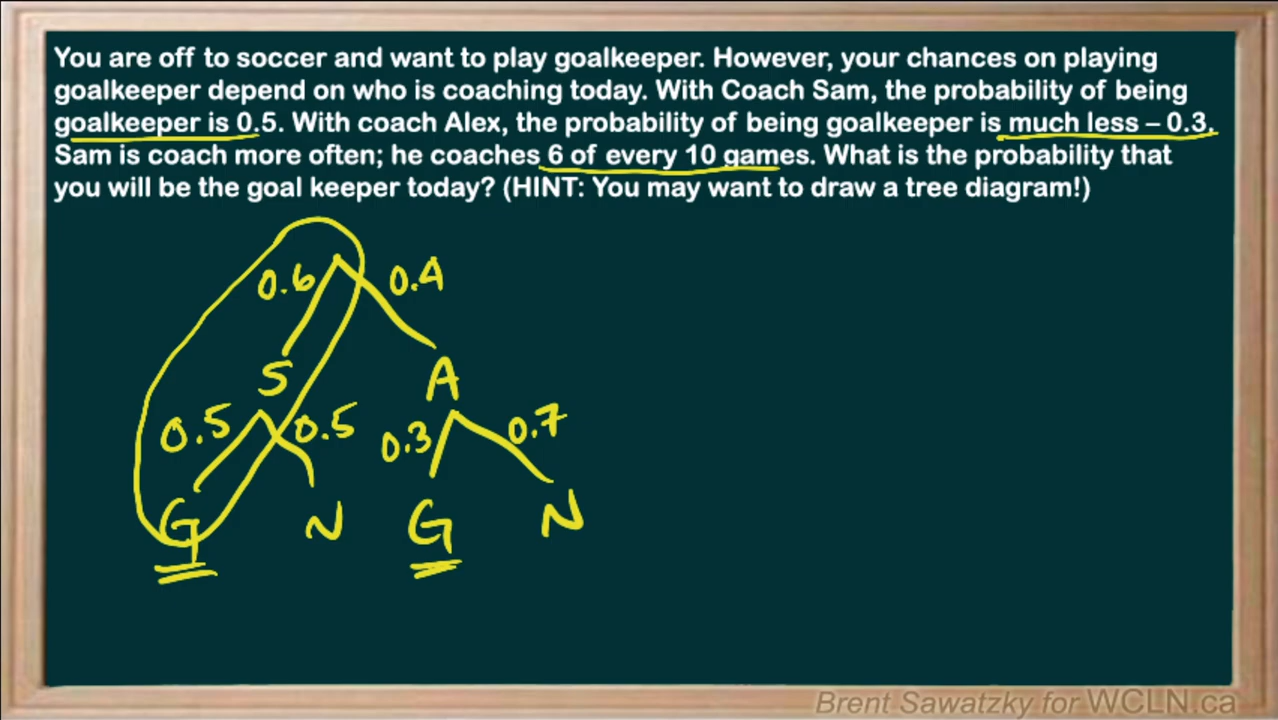 You are off to soccer and want to play goalkeeper. However, your chances on playing
goalkeeper depend on who is coaching today. With Coach Sam, the probability of being
goalkeeper is 0.5. With coach Alex, the probability of being goalkeeper is much less – 0.3.
Sam is coach more often; he coaches 6 of every 10 games. What is the probability that
you will be the goal keeper today? (HINT: You may want to draw a tree diagram!)
0.6 0.4
S A
0.5 0.5 0.3 0.7
G N G N
Brent Sawatzky for WCLN.ca